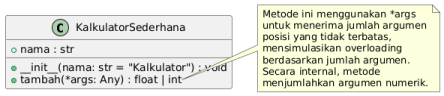 C KalkulatorSederhana
nama : str
__init__(nama: str = "Kalkulator") : void
tambah(*args: Any) : float | int
Metode ini menggunakan *args
untuk menerima jumlah argumen
posisi yang tidak terbatas,
mensimulasikan overloading
berdasarkan jumlah argumen.
Secara internal, metode
menjumlahkan argumen numerik.